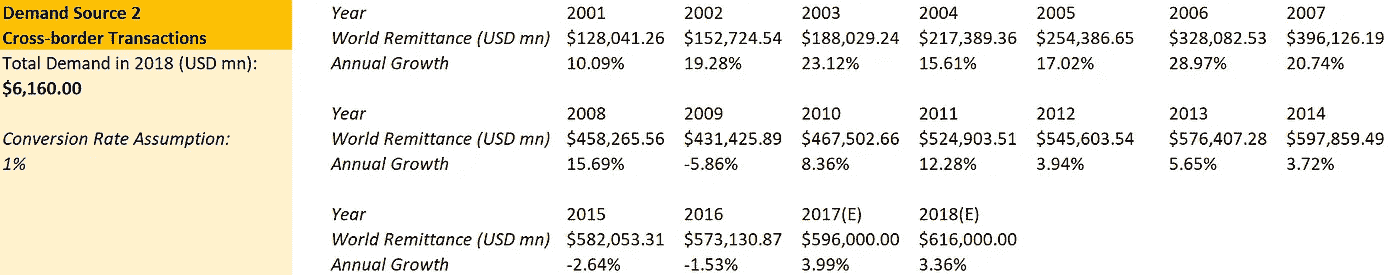 Demand Source 2
Cross-border Transactions
Total Demand in 2018 (USD mn):
$6,160.00
Conversion Rate Assumption:
1%
Year 2001 2002 2003 2004 2005 2006 2007
World Remittance (USD mn) $128,041.26 $152,724.54 $188,029.24 $217,389.36 $254,386.65 $328,082.53 $396,126.19
Annual Growth 10.09% 19.28% 23.12% 15.61% 17.02% 28.97% 20.74%
Year 2008 2009 2010 2011 2012 2013 2014
World Remittance (USD mn) $458,265.56 $431,425.89 $467,502.66 $524,903.51 $545,603.54 $576,407.28 $597,859.49
Annual Growth 15.69% -5.86% 8.36% 12.28% 3.94% 5.65% 3.72%
Year 2015 2016 2017(E) 2018(E)
World Remittance (USD mn) $582,053.31 $573,130.87 $596,000.00 $616,000.00
Annual Growth -2.64% -1.53% 3.99% 3.36%